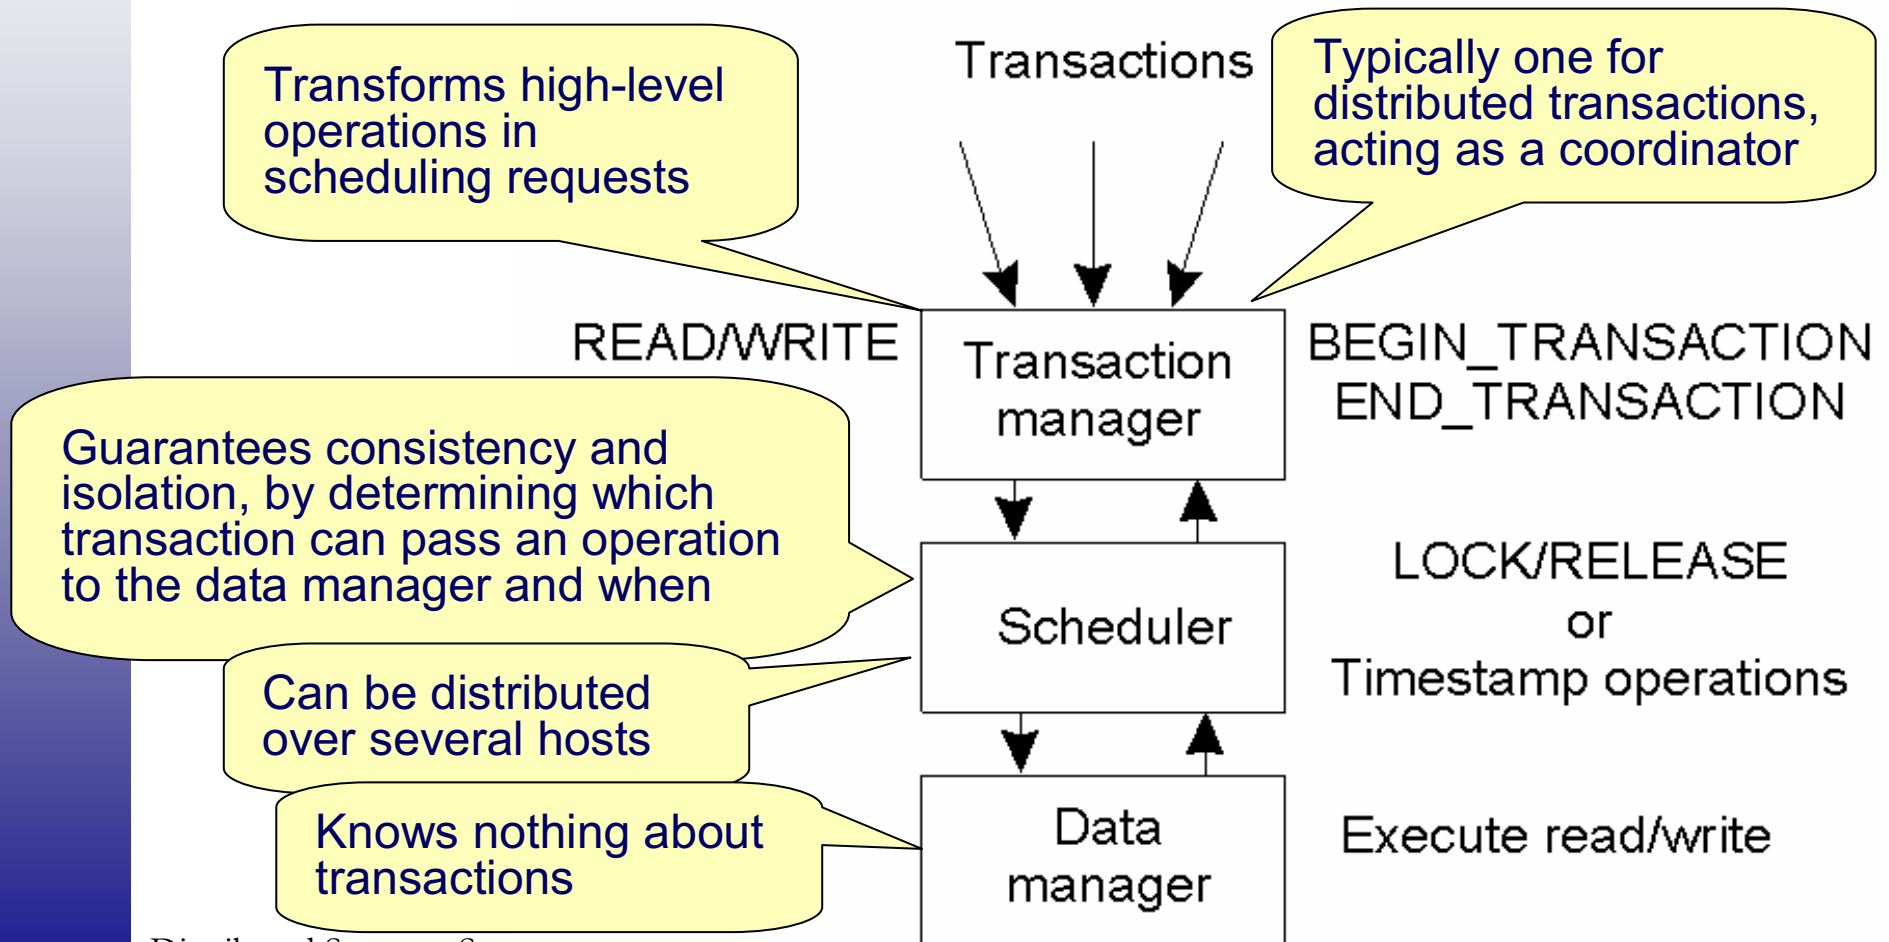 Transforms high-level
operations in
scheduling requests
Transactions
Typically one for
distributed transactions,
acting as a coordinator
READ/WRITE
Transaction
manager
BEGIN_TRANSACTION
END_TRANSACTION
Guarantees consistency and
isolation, by determining which
transaction can pass an operation
to the data manager and when
Scheduler
LOCK/RELEASE
or
Timestamp operations
Can be distributed
over several hosts
Knows nothing about
transactions
Data
manager
Execute read/write